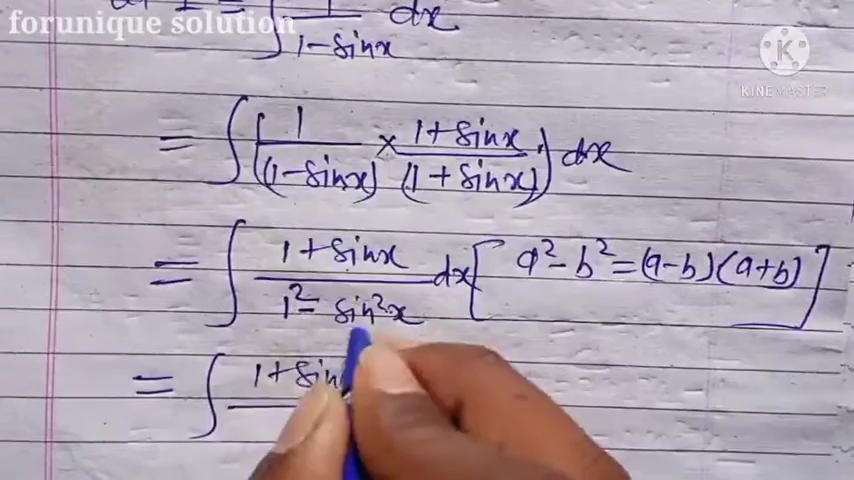 ∫ 1/(1-sinx) dx
forunique solution
K
KINEMASTER
= ∫ (1/(1-sinx) × (1+sinx)/(1+sinx)) dx
= ∫ (1+sinx)/(1²-sin²x) dx [a²-b²=(a-b)(a+b)]
= ∫ 1+sin